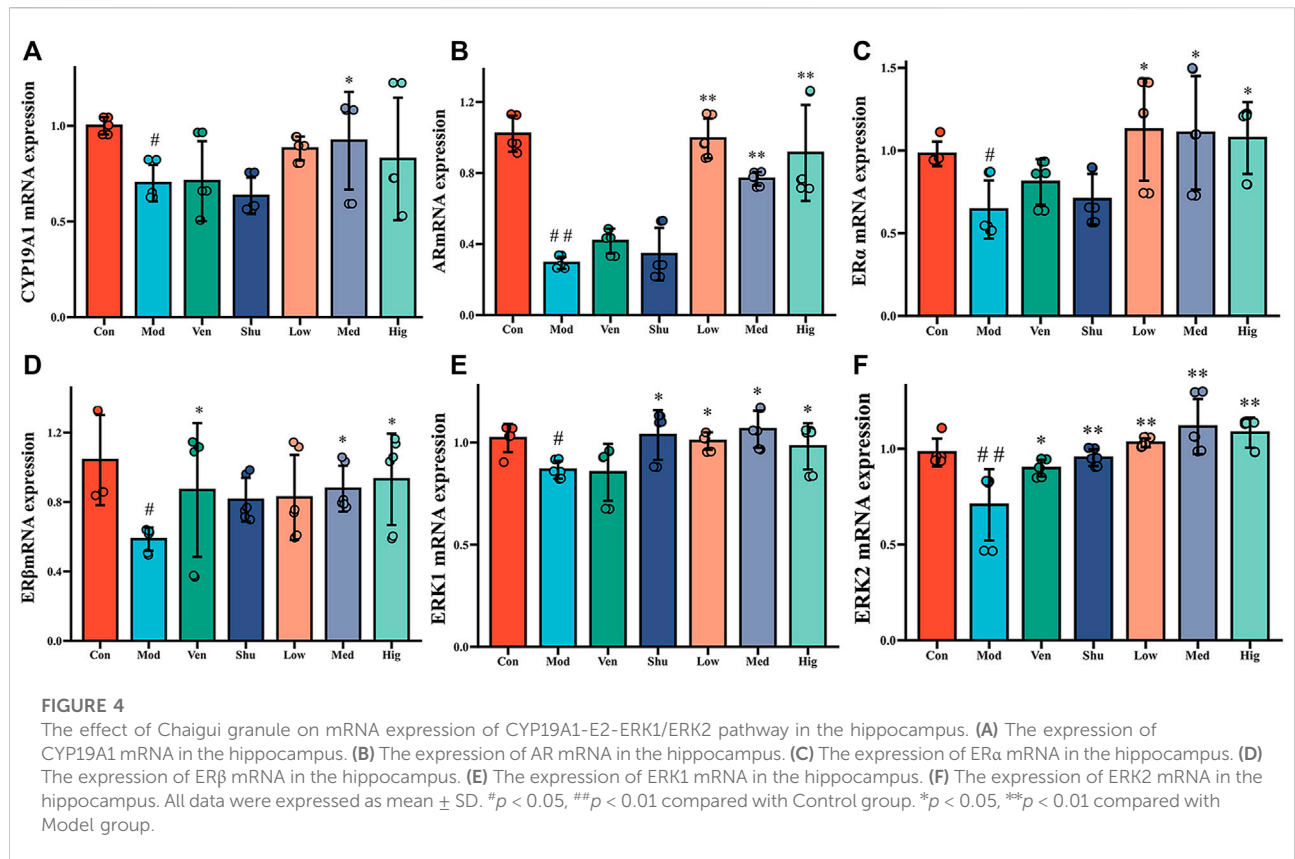 A
CYP19A1 mRNA expression
1.0
0.5
0.0
#
*
Con Mod Ven Shu Low Med Hig
B
ARmRNA expression
1.2
0.8
0.4
0.0
##
**
**
**
Con Mod Ven Shu Low Med Hig
C
ERα mRNA expression
1.5
1.0
0.5
0.0
#
*
*
*
Con Mod Ven Shu Low Med Hig
D
ERβmRNA expression
1.2
0.8
0.4
0.0
#
*
*
*
Con Mod Ven Shu Low Med Hig
E
ERK1 mRNA expression
1.0
0.5
0.0
#
*
*
*
*
Con Mod Ven Shu Low Med Hig
F
ERK2 mRNA expression
1.5
1.0
0.5
0.0
##
*
**
**
**
**
Con Mod Ven Shu Low Med Hig
FIGURE 4
The effect of Chaigui granule on mRNA expression of CYP19A1-E2-ERK1/ERK2 pathway in the hippocampus. (A) The expression of
CYP19A1 mRNA in the hippocampus. (B) The expression of AR mRNA in the hippocampus. (C) The expression of ERα mRNA in the hippocampus. (D)
The expression of ERβ mRNA in the hippocampus. (E) The expression of ERK1 mRNA in the hippocampus. (F) The expression of ERK2 mRNA in the
hippocampus. All data were expressed as mean ± SD. #p < 0.05, ##p < 0.01 compared with Control group. *p < 0.05, **p < 0.01 compared with
Model group.